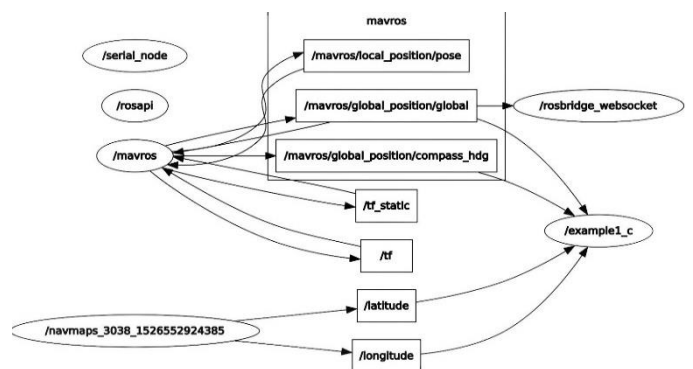 mavros
/serial_node
/mavros/local_position/pose
/rosapi
/mavros/global_position/global
/rosbridge_websocket
/mavros
/mavros/global_position/compass_hdg
/tf_static
/example1_c
/tf
/latitude
/navmaps_3038_1526552924385
/longitude